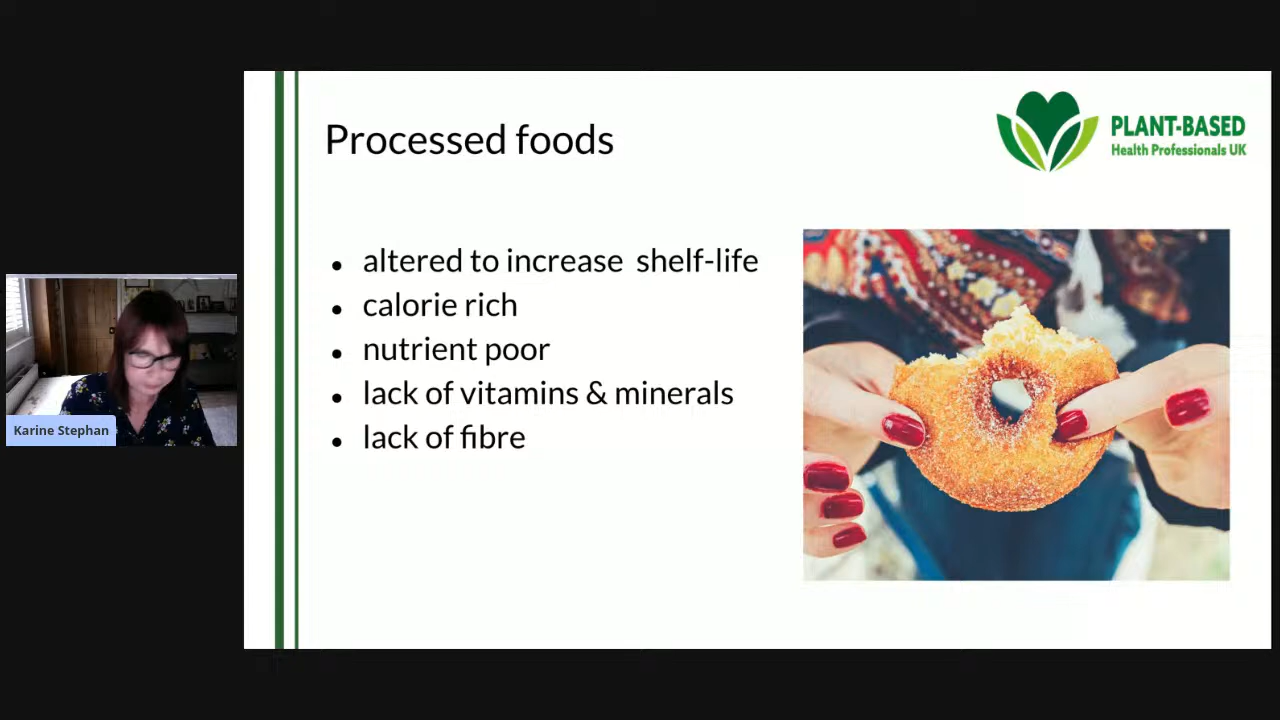 Processed foods
PLANT-BASED
Health Professionals UK
altered to increase  shelf-life
calorie rich
nutrient poor
lack of vitamins & minerals
lack of fibre
Karine Stephan